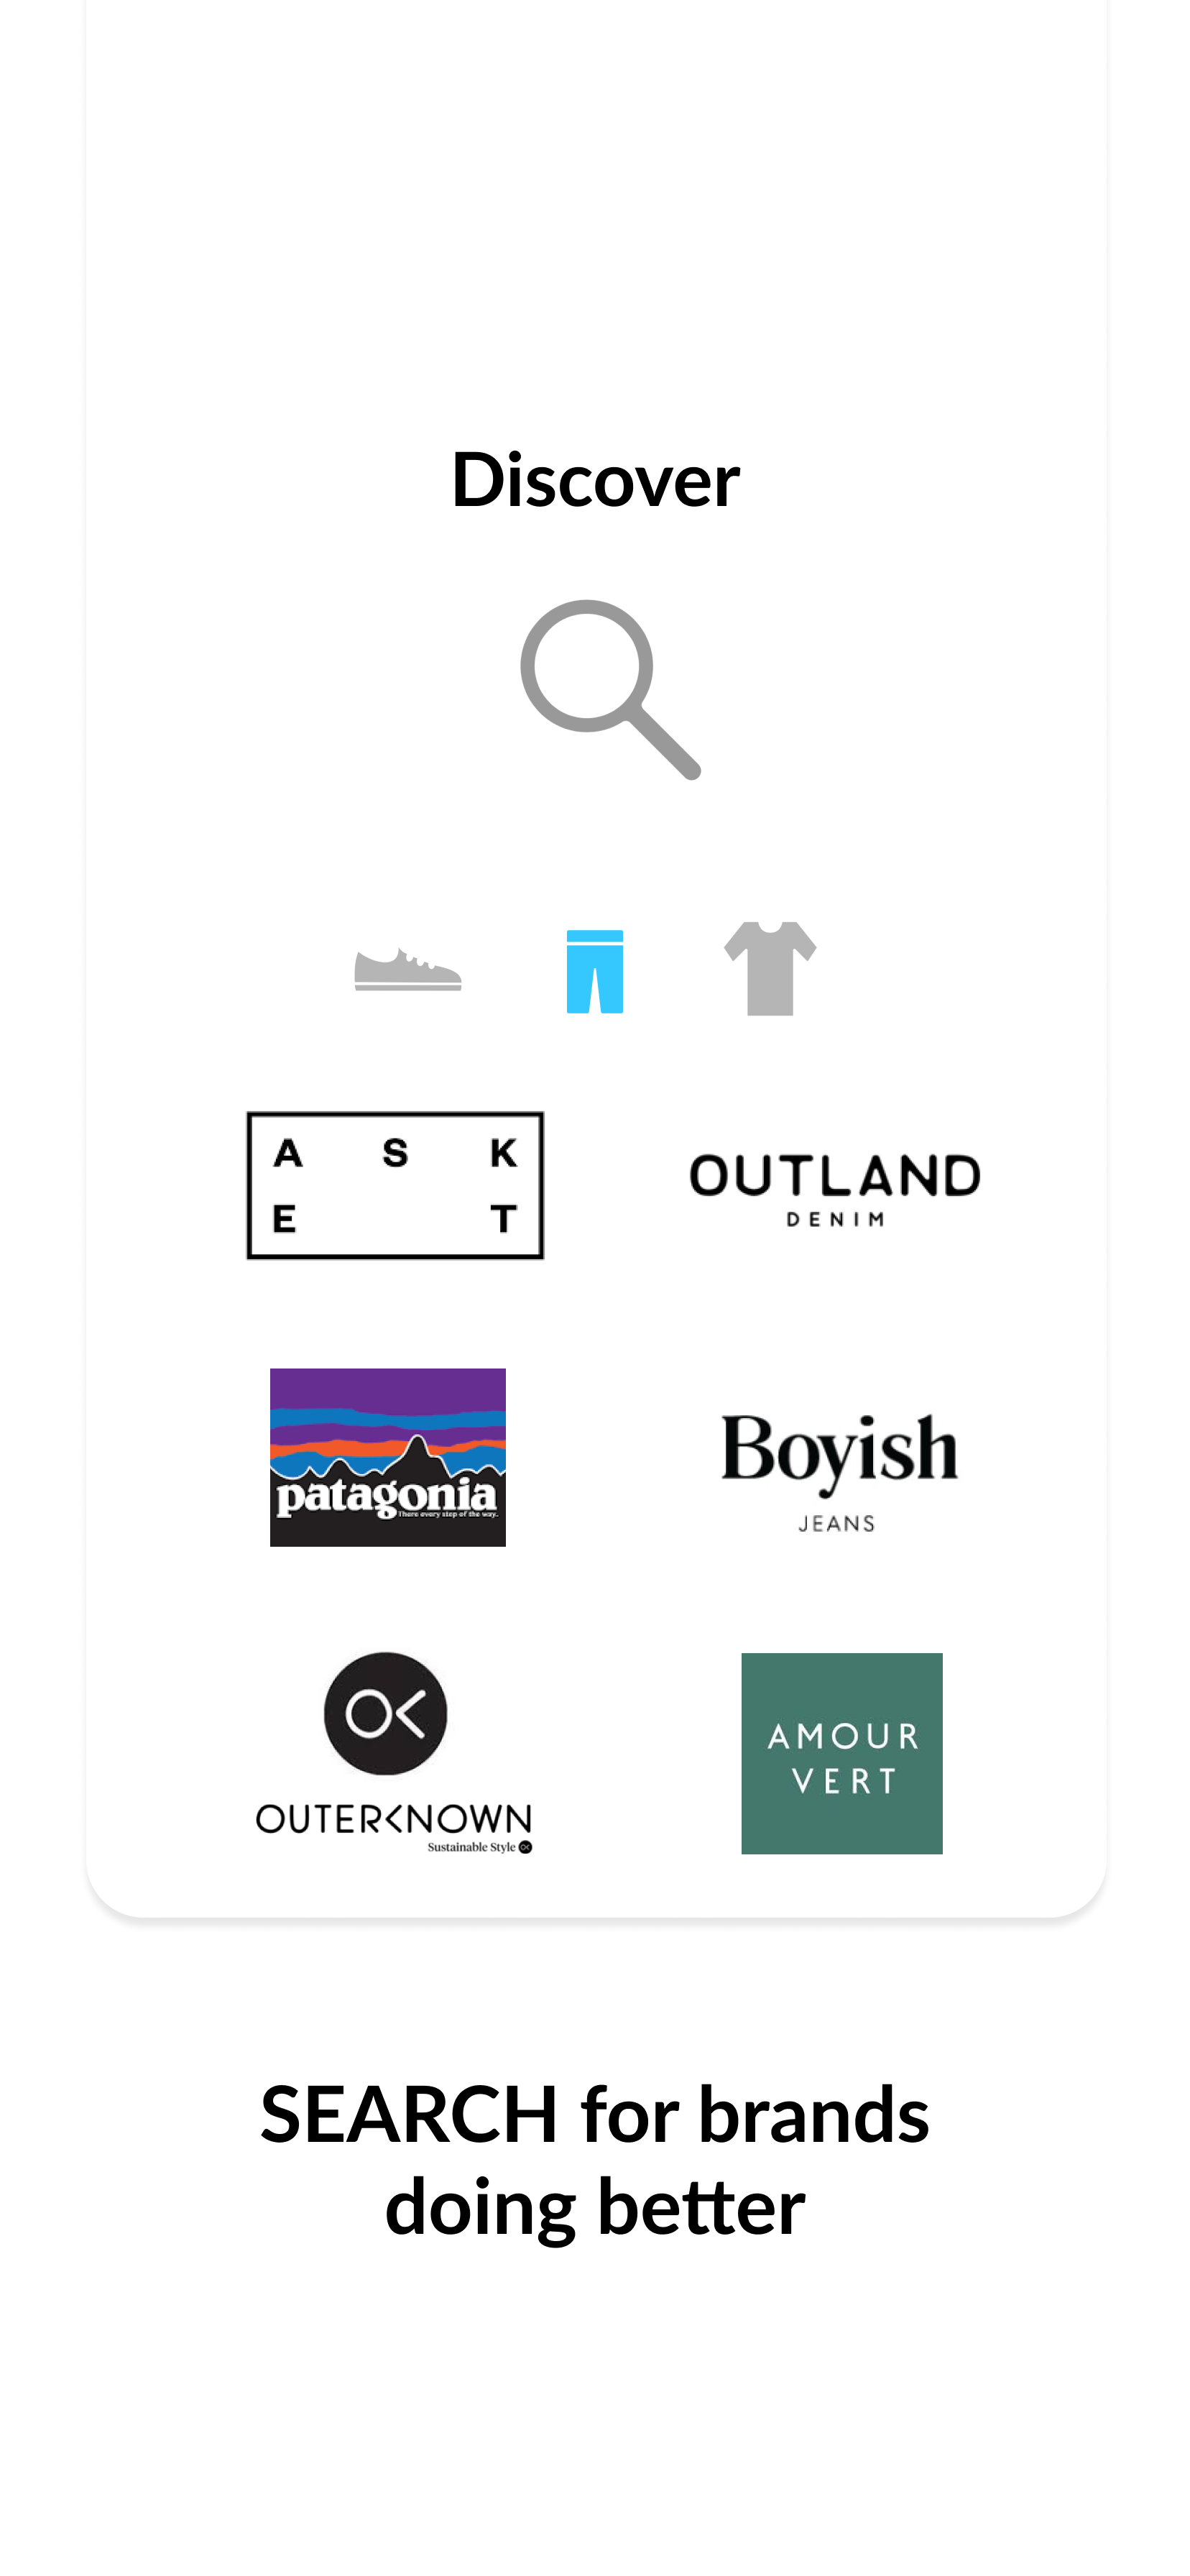 Discover
A S K
E T
OUTLAND
DENIM
patagonia
There every step of the way.
Boyish
JEANS
OK
OUTERKNOWN
Sustainable Style OK
AMOUR
VERT
SEARCH for brands
doing better